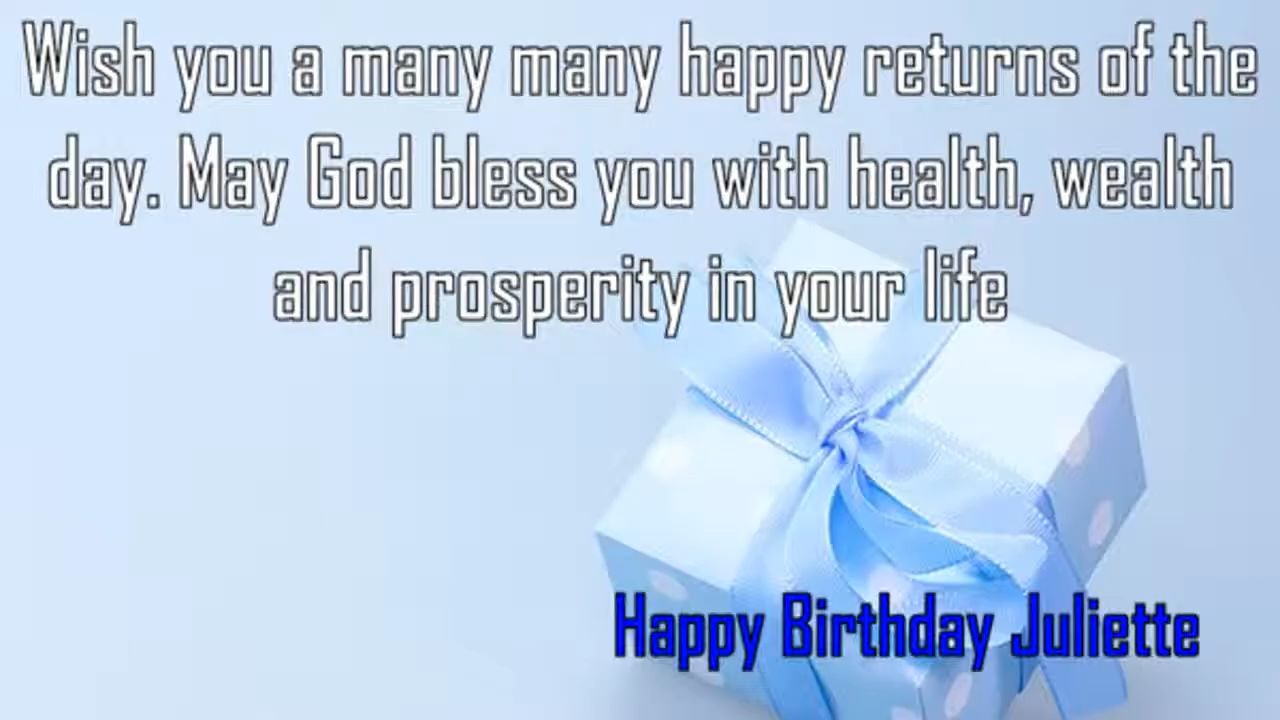 Wish you a many many happy returns of the
day. May God bless you with health, wealth
and prosperity in your life
Happy Birthday Juliette